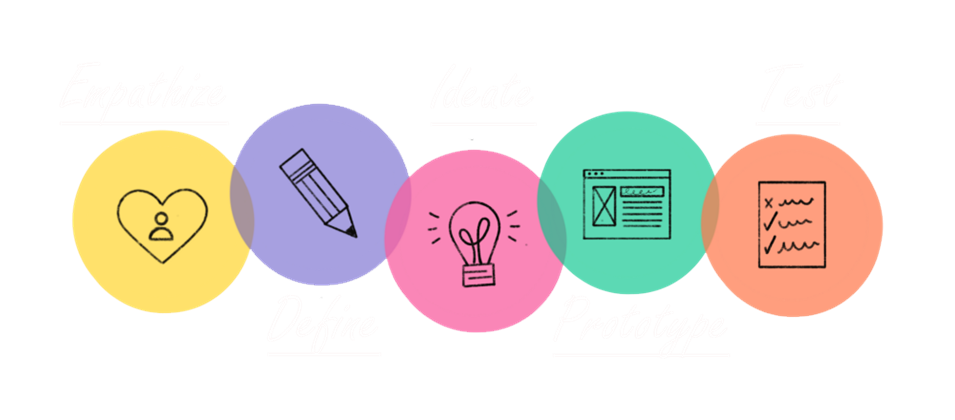 Empathize
Define
Ideate
Prototype
Test